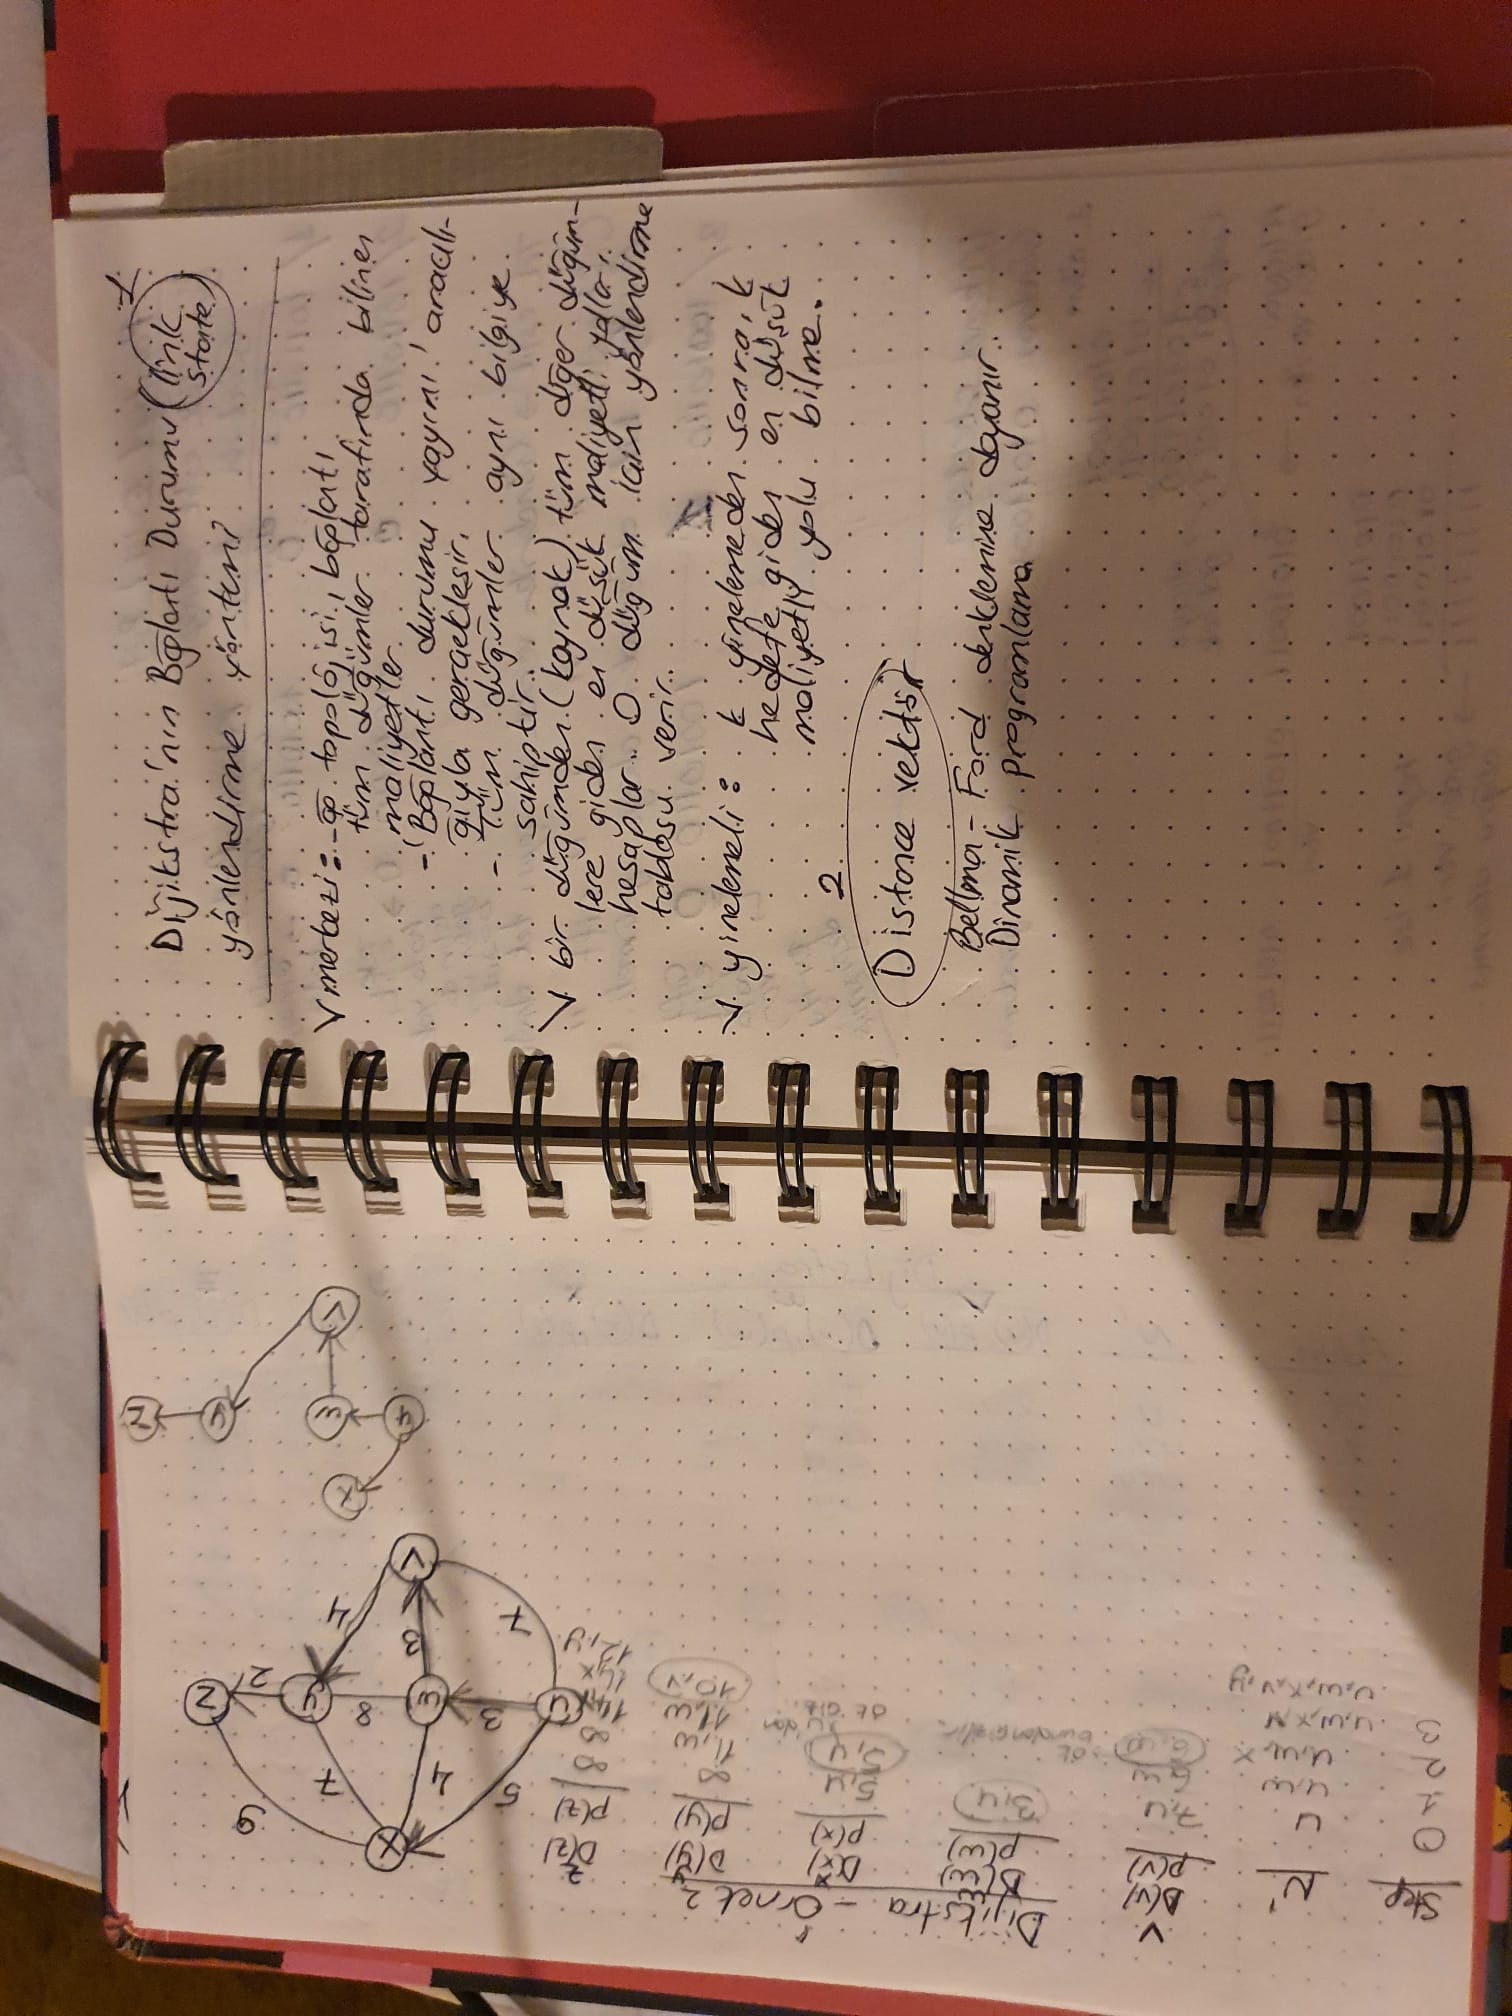 Dijikstra - Örnek 2
Step N' D(v) D(w) D(x) D(y) D(z)
p(v) p(w) p(x) p(y) p(z)
0 u 7,u 3,u 5,u ∞ ∞
1 u,w 6,w 5,u 11,w ∞
2 u,w,x 6,w 11,w 14,x
3 u,w,x,v 10,v 14,x
u,w,x,v,y 12,y
x z y w v u
9 7 2 8 4 4 3 5 3 7
z y x w v u
1
Dijikstra'nın Bağlantı Durumu (link
state)
yönlendirme yöntemi
V merkezi: - ağ topolojisi, bağlantı
tüm düğümler tarafında bilinen
maliyetler
- 'Bağlantı durumu yayını' aracılı-
ğıyla gerçekleşir.
- Tüm düğümler aynı bilgiye
sahiptir.
V bir düğümden (kaynak) tüm diğer düğüm-
lere giden en düşük maliyetli yolları
hesaplar. O düğüm için yönlendirme
tablosu verir.
V yinelemeli: k yinelemeden sonra, k
hedefe giden en düşük
maliyetli yolu bilme.
2
Distance vektör
Bellma - Ford denklemine dayanır.
Dinamik programlama